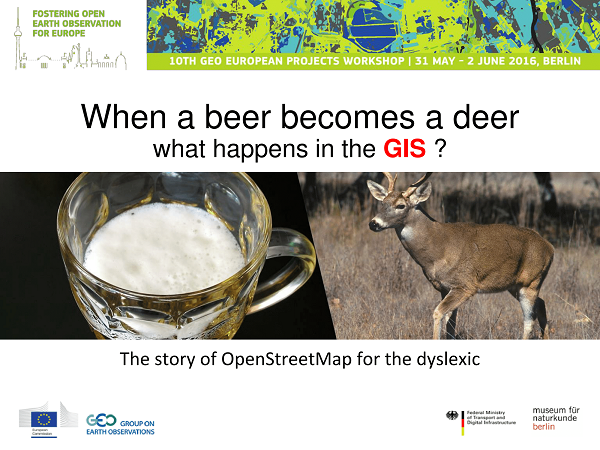 FOSTERING OPEN
EARTH OBSERVATION
FOR EUROPE
10TH GEO EUROPEAN PROJECTS WORKSHOP | 31 MAY - 2 JUNE 2016, BERLIN
When a beer becomes a deer
what happens in the GIS ?
The story of OpenStreetMap for the dyslexic
European
Commission
GEO GROUP ON
EARTH OBSERVATIONS
Federal Ministry
of Transport and
Digital Infrastructure
museum für
naturkunde
berlin